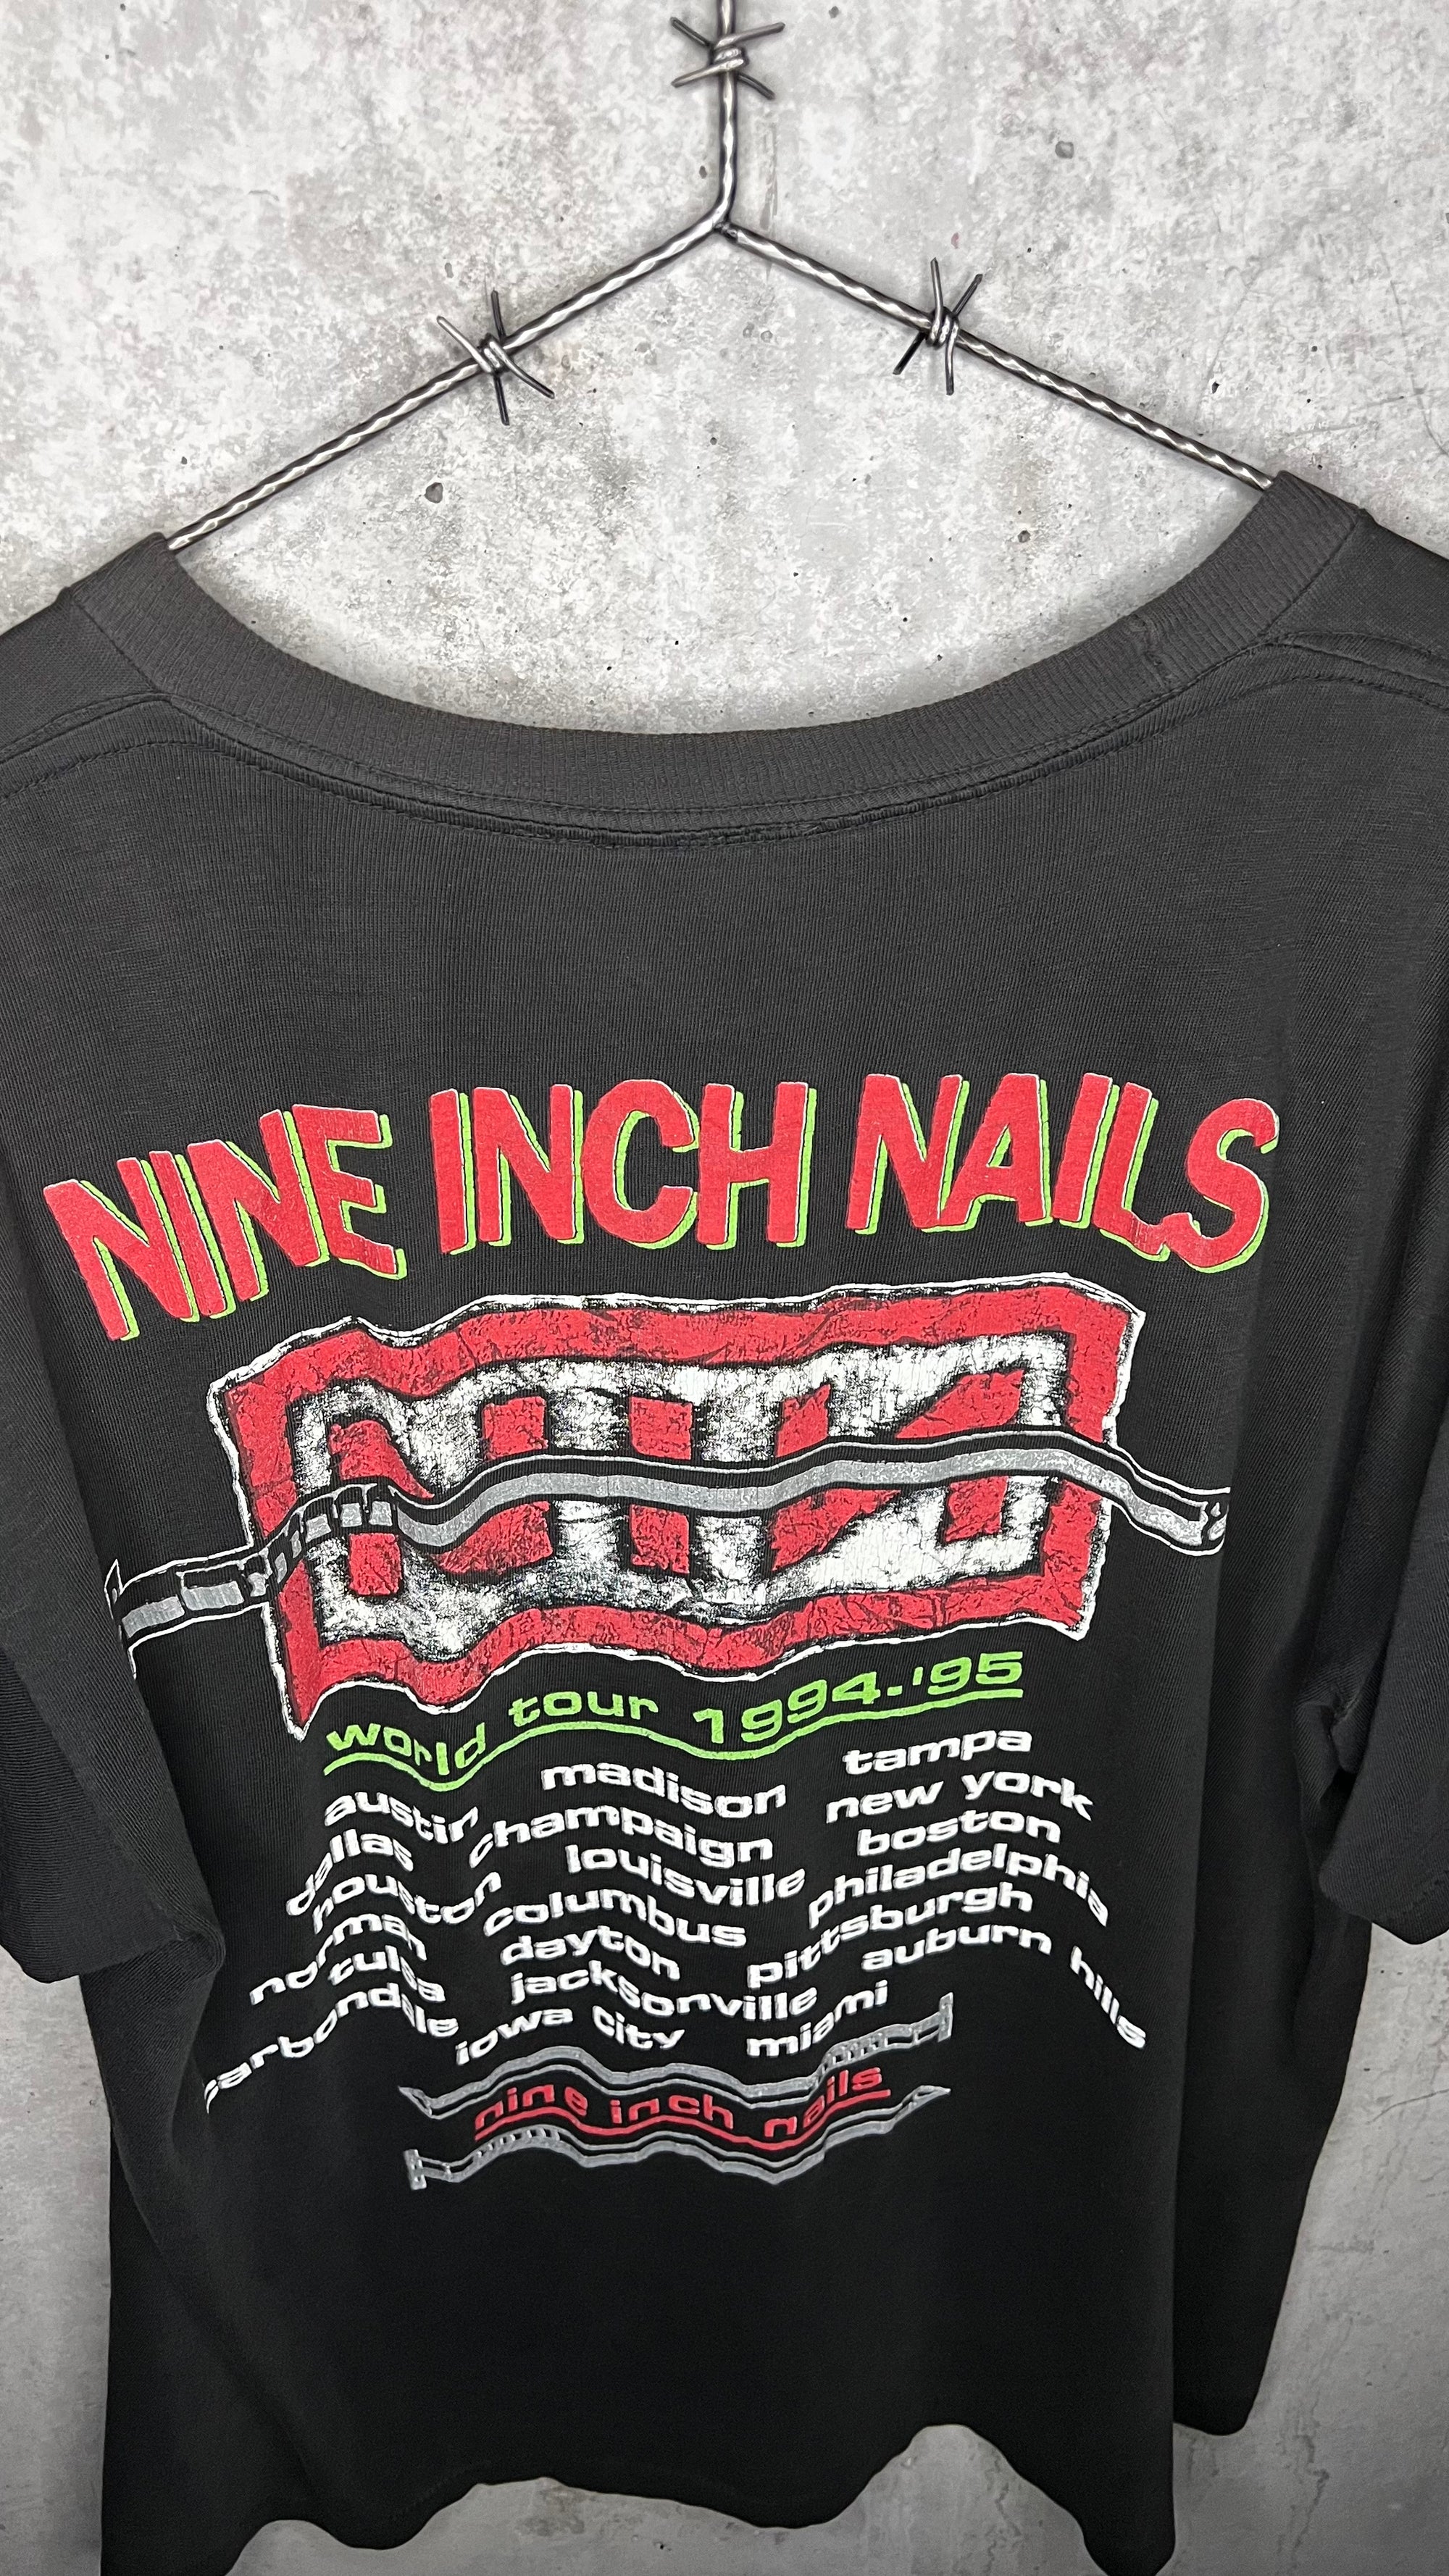 NINE INCH NAILS
NIN
world tour 1994-'95
austin
dallas
houston
norman
tulsa
carbondale
madison
champaign
louisville
columbus
dayton
jacksonville
iowa city
tampa
new york
boston
philadelphia
pittsburgh
auburn hills
miami
nine inch nails